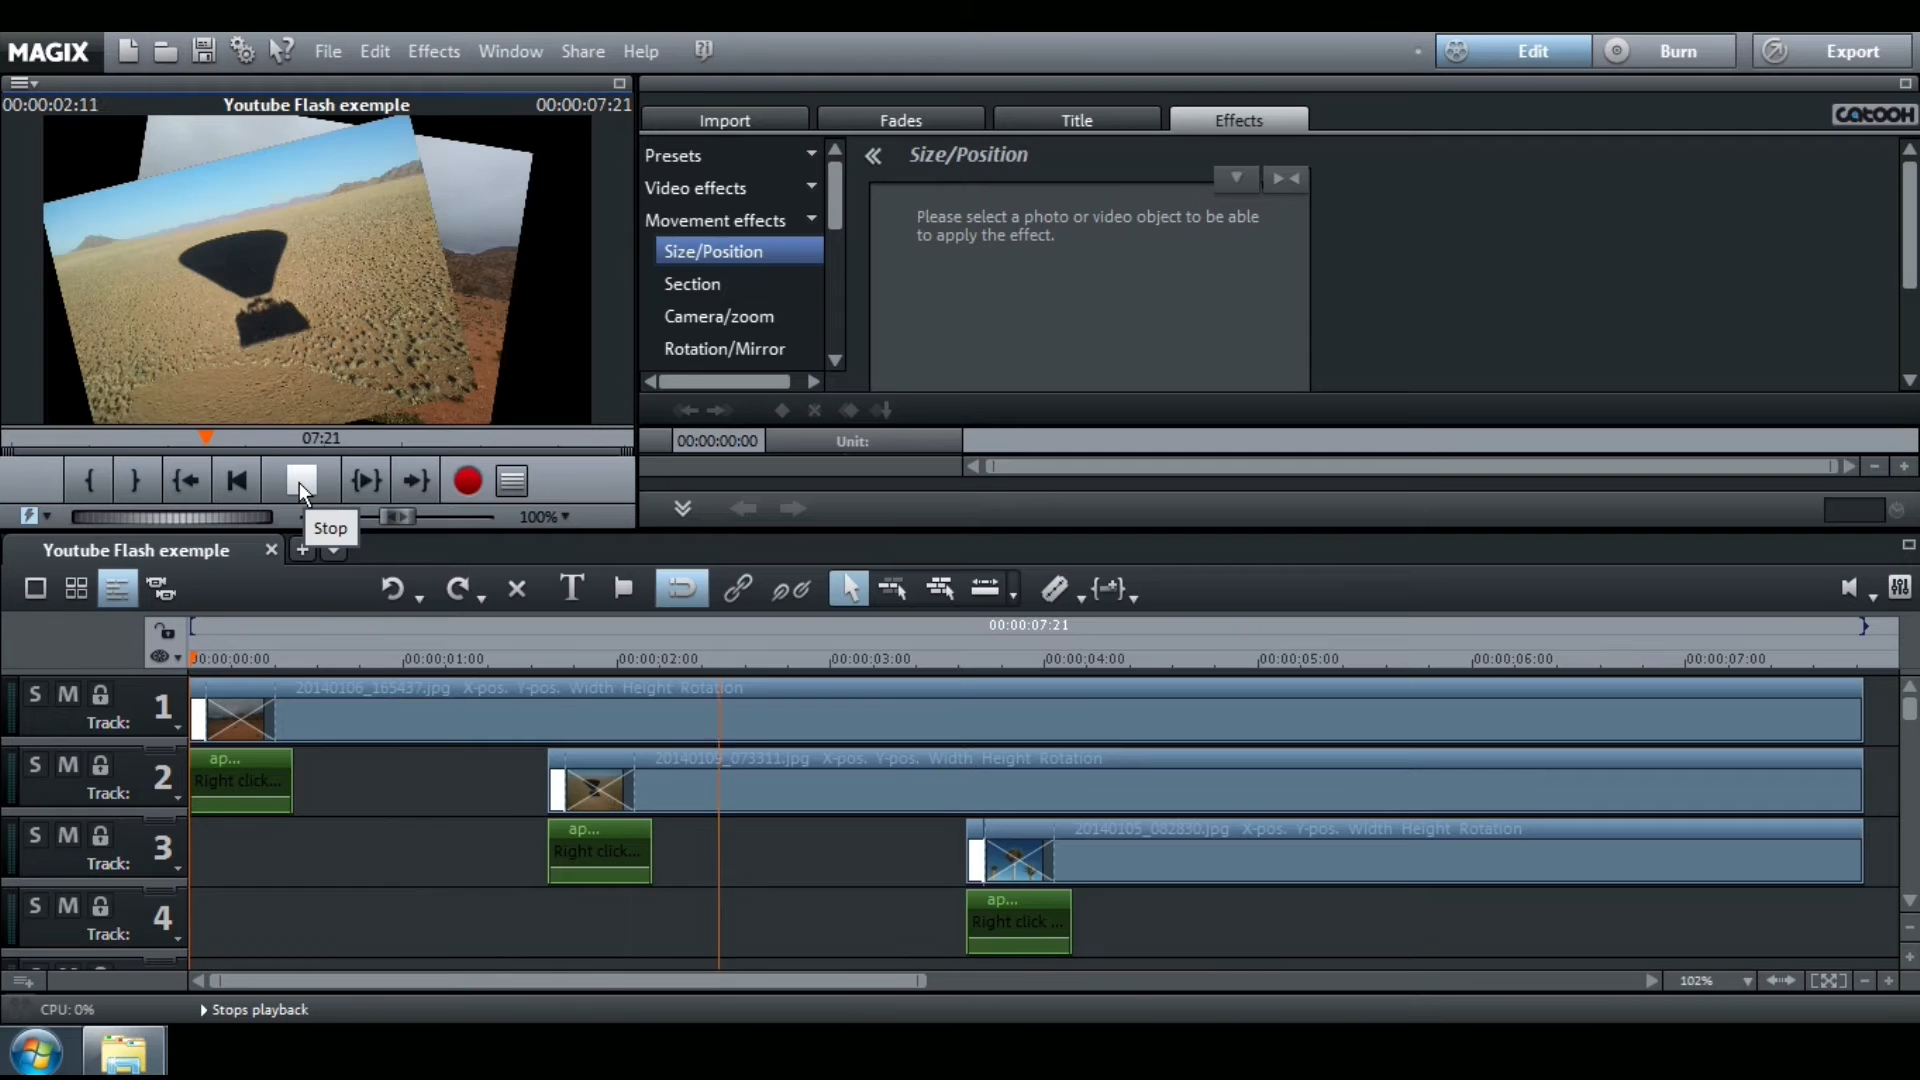 MAGIX File Edit Effects Window Share Help Edit Burn Export
00:00:02:11 Youtube Flash exemple 00:00:07:21
Import Fades Title Effects catooh
Presets
Video effects
Movement effects
Size/Position
Section
Camera/zoom
Rotation/Mirror
Size/Position
Please select a photo or video object to be able
to apply the effect.
07:21
00:00:00:00 Unit:
100%
Stop
Youtube Flash exemple
00:00:07:21
00:00:00:00 00:00:01:00 00:00:02:00 00:00:03:00 00:00:04:00 00:00:05:00 00:00:06:00 00:00:07:00
S M 1
Track:
20140106_165437.jpg X-pos. Y-pos. Width Height Rotation
S M 2
Track:
ap...
Right click...
20140109_073311.jpg X-pos. Y-pos. Width Height Rotation
S M 3
Track:
ap...
Right click...
20140105_082830.jpg X-pos. Y-pos. Width Height Rotation
S M 4
Track:
ap...
Right click ...
102%
CPU: 0% Stops playback